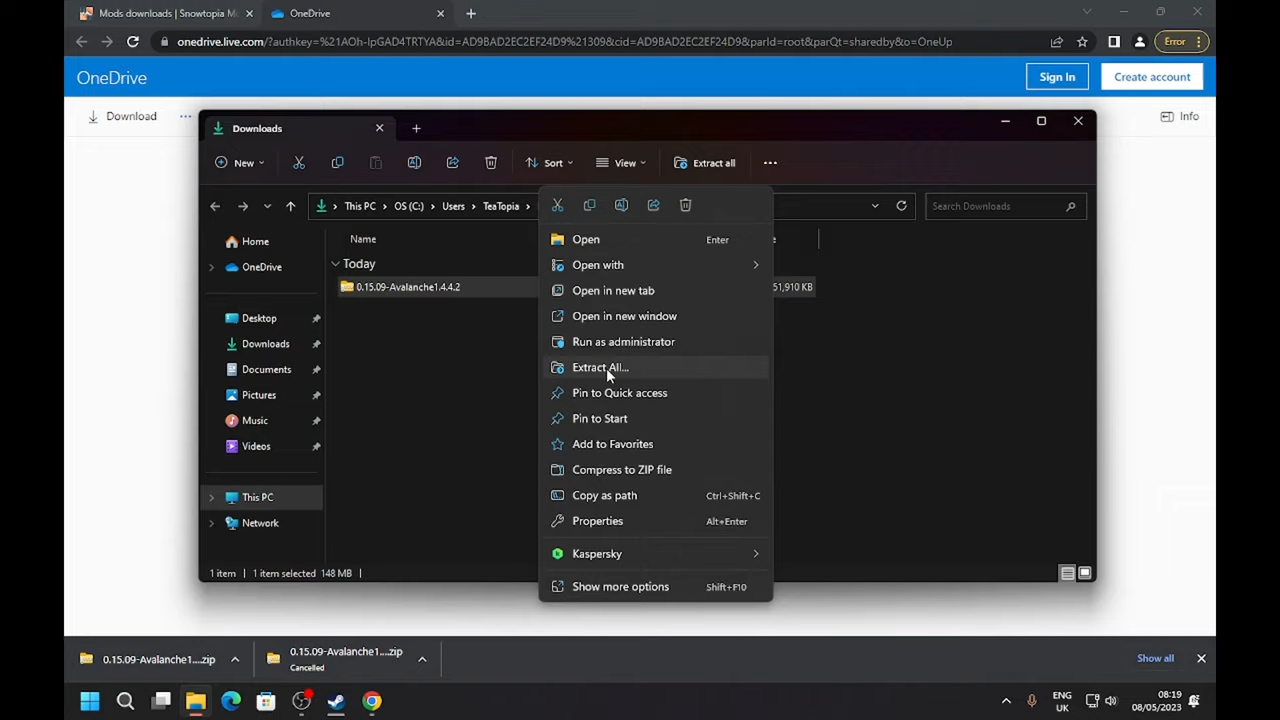 Mods downloads | Snowtopia M
OneDrive
onedrive.live.com/?authkey=%21AOh-lpGAD4TRTYA&id=AD9BAD2EC2EF24D9%21309&cid=AD9BAD2EC2EF24D9&parId=root&parQt=sharedby&o=OneUp
Error
OneDrive
Sign In
Create account
Download
Info
Downloads
New
Sort
View
Extract all
This PC > OS (C:) > Users > TeaTopia >
Search Downloads
Home
OneDrive
Desktop
Downloads
Documents
Pictures
Music
Videos
This PC
Network
Name
Today
0.15.09-Avalanche1.4.4.2
51,910 KB
Open Enter
Open with
Open in new tab
Open in new window
Run as administrator
Extract All...
Pin to Quick access
Pin to Start
Add to Favorites
Compress to ZIP file
Copy as path Ctrl+Shift+C
Properties Alt+Enter
Kaspersky
Show more options Shift+F10
1 item 1 item selected 148 MB
0.15.09-Avalanche1....zip
0.15.09-Avalanche1....zip
Cancelled
Show all
ENG
UK
08:19
08/05/2023